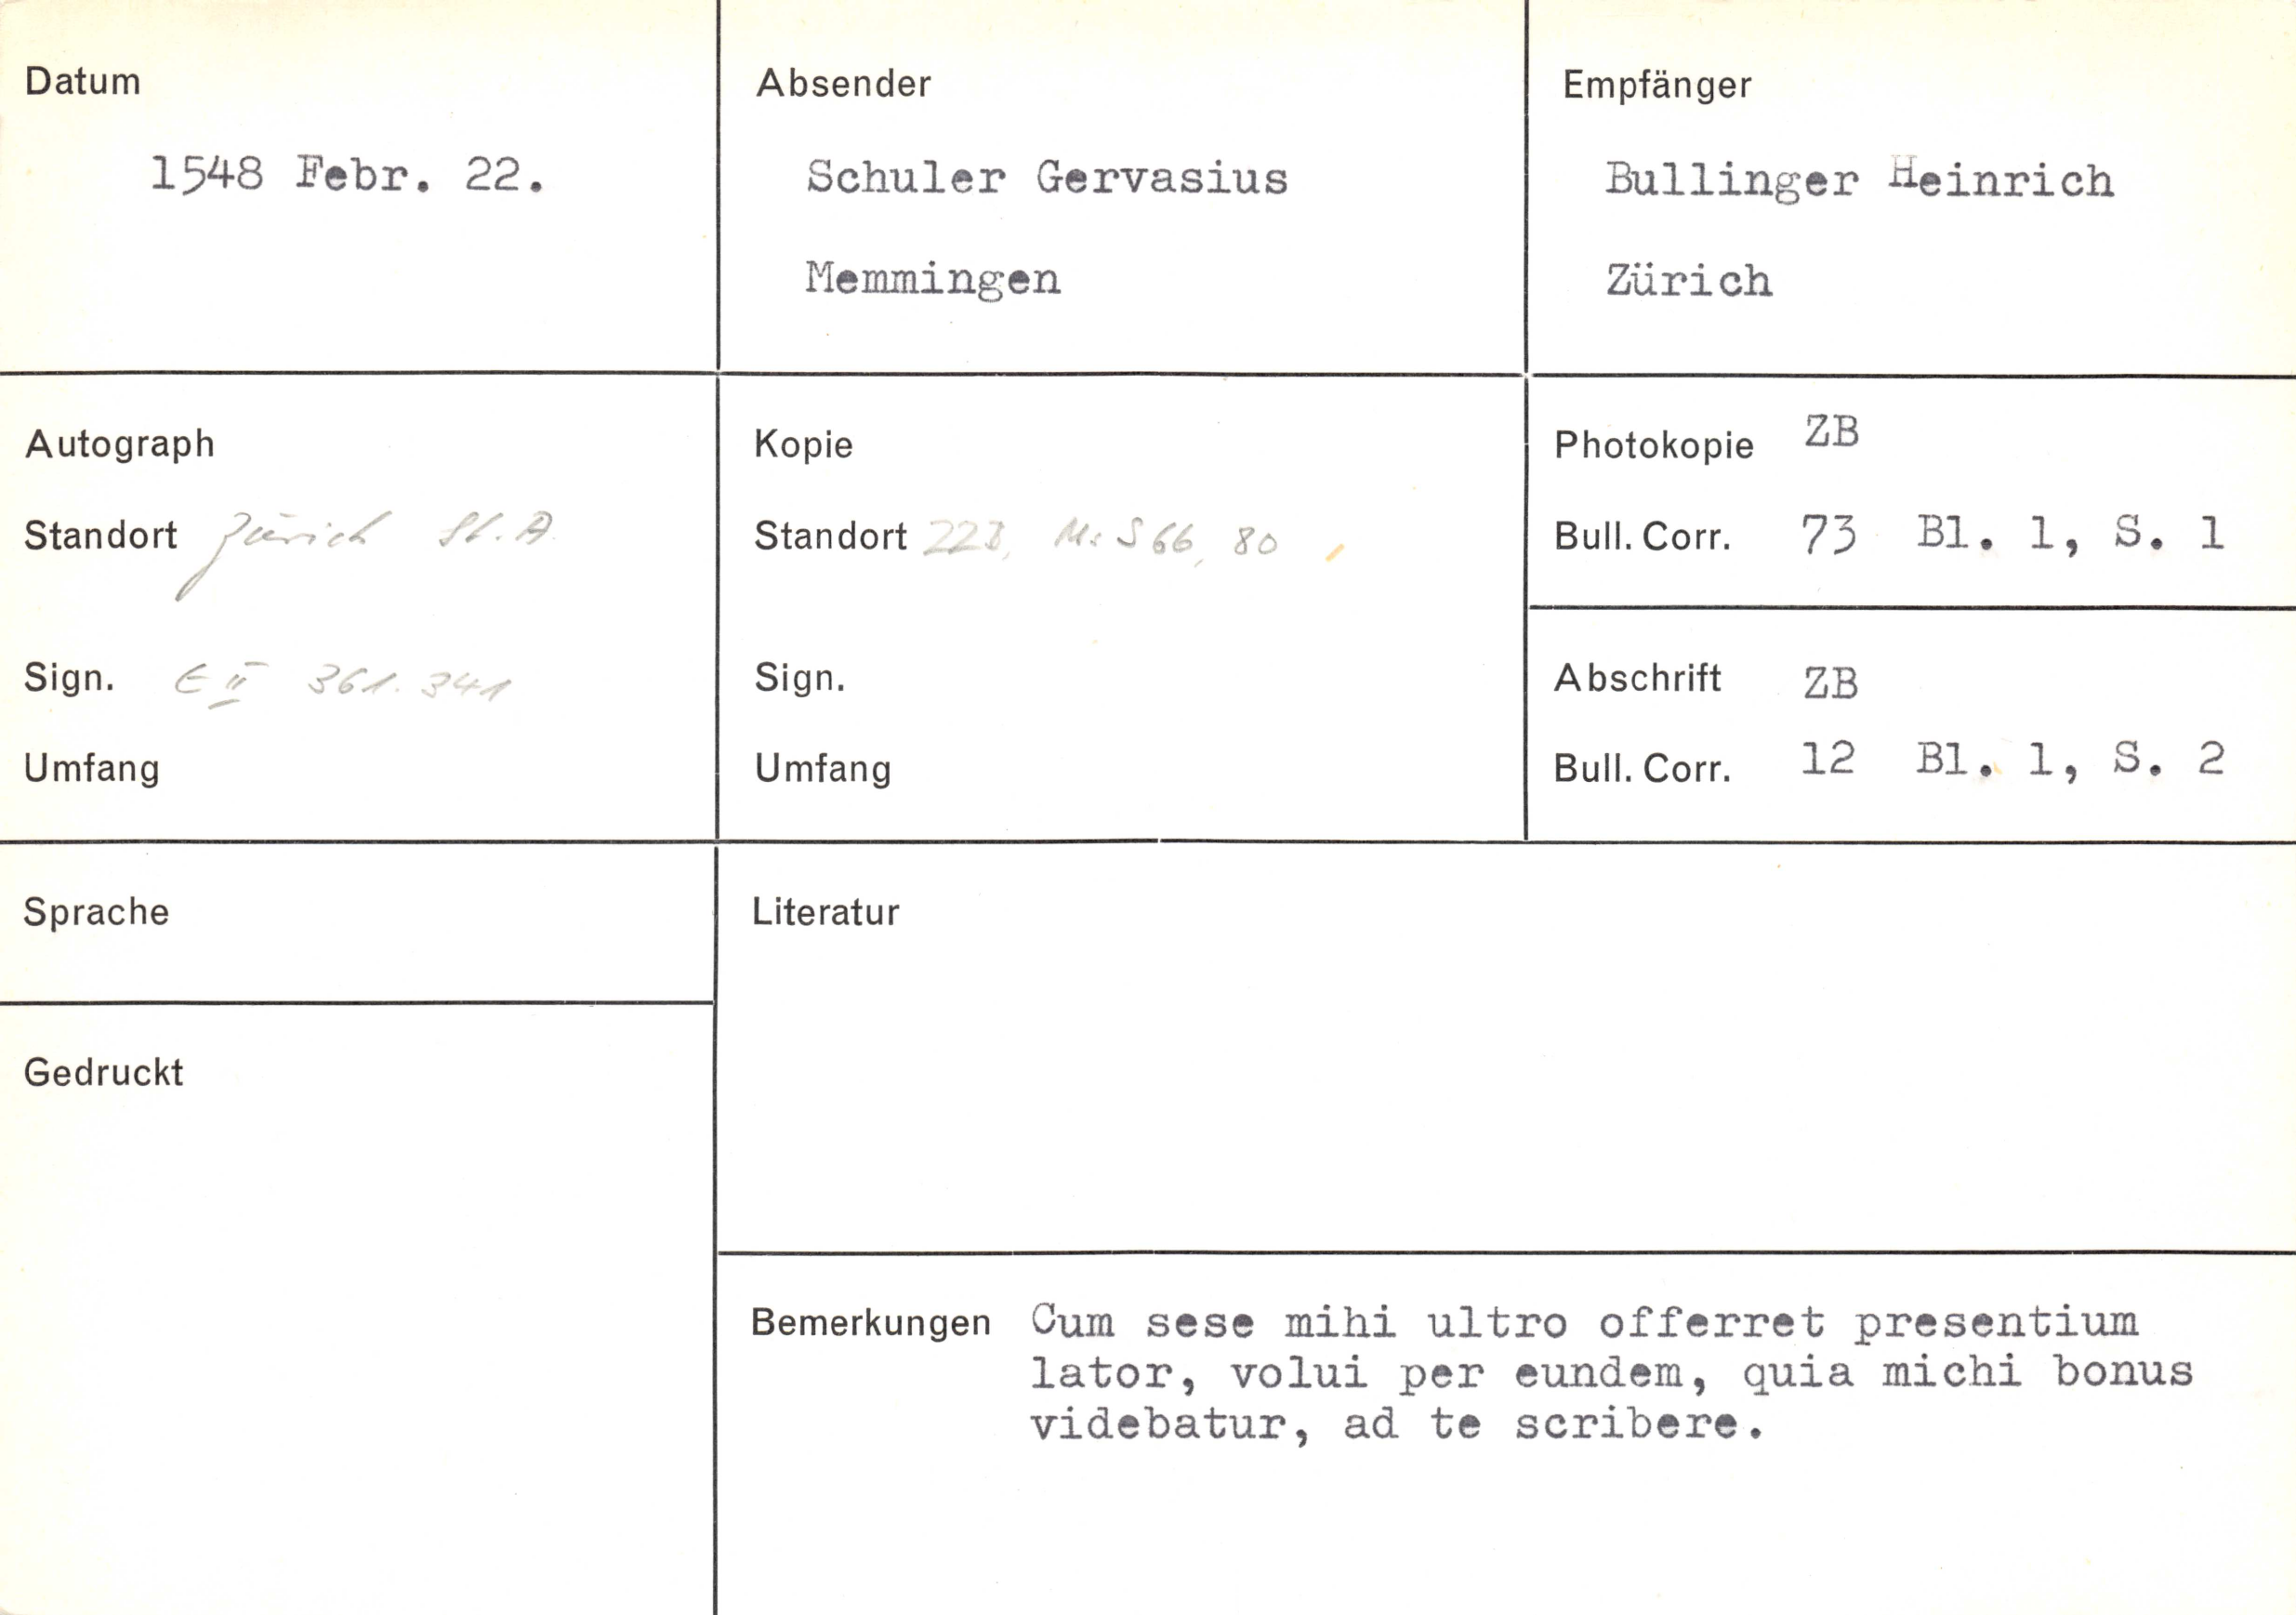 Datum
1548 Febr. 22.
Absender
Schuler Gervasius
Memmingen
Empfänger
Bullinger Heinrich
Zürich
Autograph
Standort Zürich St. A.
Sign. E II 361. 341
Umfang
Kopie
Standort Ms S 66, 80
Sign.
Umfang
Photokopie ZB
Bull. Corr. 73 Bl. 1, S. 1
Abschrift ZB
Bull. Corr. 12 Bl. 1, S. 2
Sprache
Gedruckt
Literatur
Bemerkungen Cum sese mihi ultro offerret presentium
lator, volui per eundem, quia michi bonus
videbatur, ad te scribere.